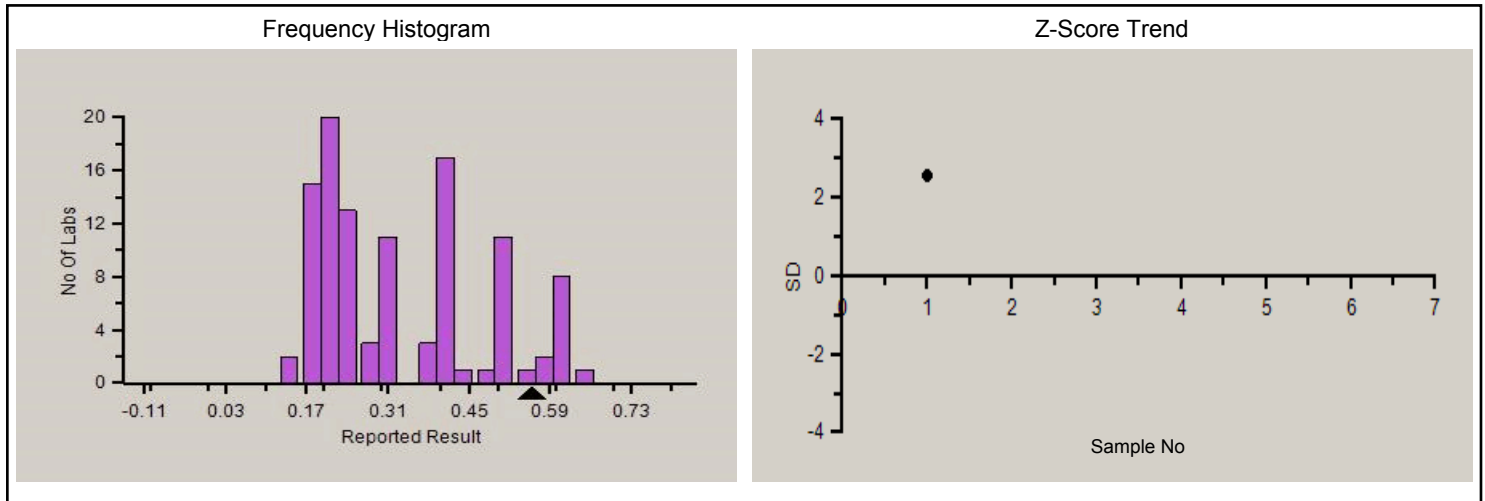 Frequency Histogram
20
16
12
8
4
0
No Of Labs
-0.11 0.03 0.17 0.31 0.45 0.59 0.73
Reported Result
Z-Score Trend
4
2
0
-2
-4
SD
0 1 2 3 4 5 6 7
Sample No